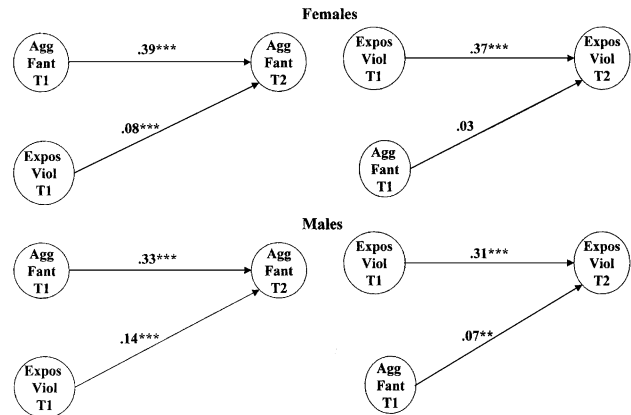 Females
Agg
Fant
T1
.39***
Agg
Fant
T2
Expos
Viol
T1
.08***
Expos
Viol
T1
.37***
Expos
Viol
T2
Agg
Fant
T1
.03
Males
Agg
Fant
T1
.33***
Agg
Fant
T2
Expos
Viol
T1
.14***
Expos
Viol
T1
.31***
Expos
Viol
T2
Agg
Fant
T1
.07**